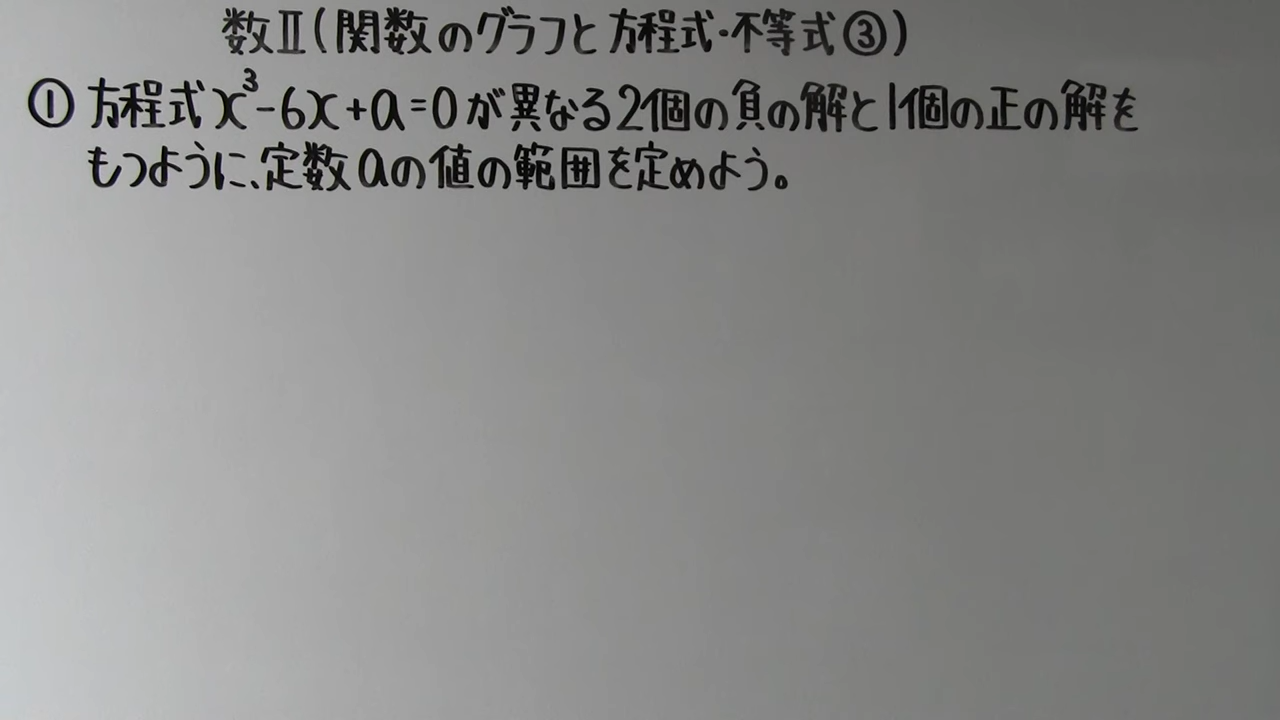 数Ⅱ(関数のグラフと方程式・不等式③)
① 方程式x³-6x+a=0が異なる2個の負の解と1個の正の解を
もつように、定数aの値の範囲を定めよう。